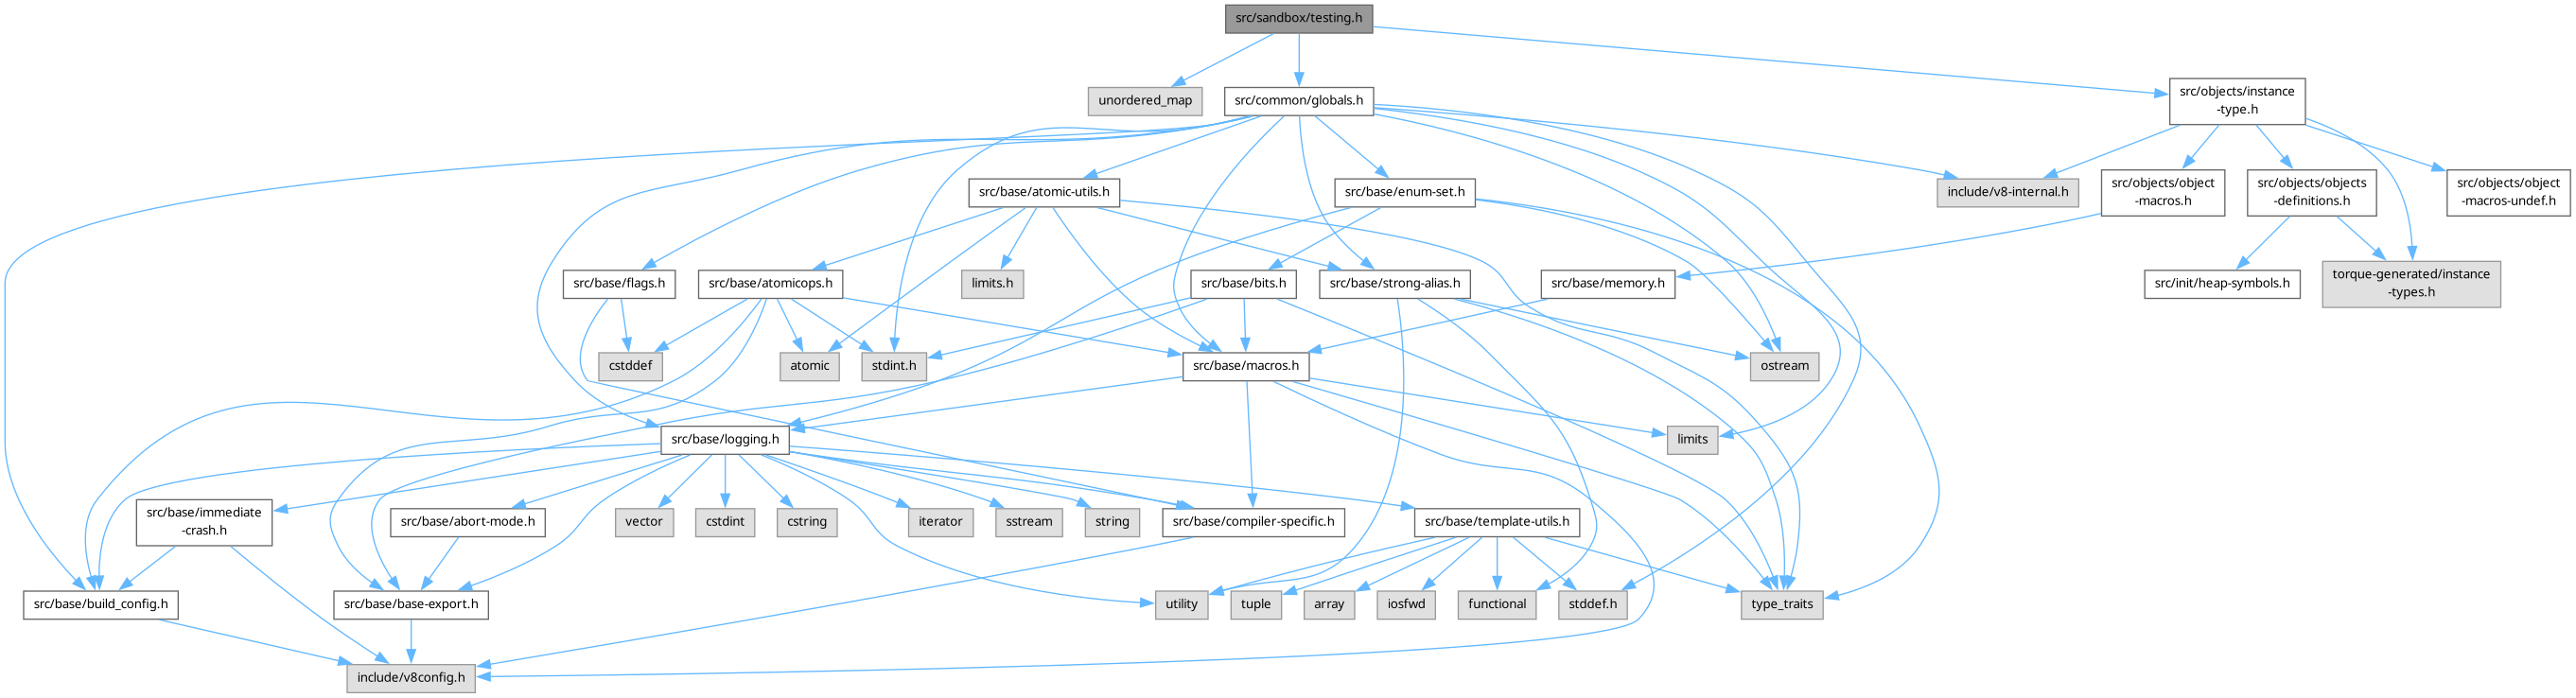 src/sandbox/testing.h
unordered_map
src/common/globals.h
src/objects/instance
-type.h
src/base/atomic-utils.h
src/base/enum-set.h
include/v8-internal.h
src/objects/object
-macros.h
src/objects/objects
-definitions.h
src/objects/object
-macros-undef.h
src/base/flags.h
src/base/atomicops.h
limits.h
src/base/bits.h
src/base/strong-alias.h
src/base/memory.h
src/init/heap-symbols.h
torque-generated/instance
-types.h
cstddef
atomic
stdint.h
src/base/macros.h
ostream
src/base/logging.h
limits
src/base/immediate
-crash.h
src/base/abort-mode.h
vector
cstdint
cstring
iterator
sstream
string
src/base/compiler-specific.h
src/base/template-utils.h
src/base/build_config.h
src/base/base-export.h
utility
tuple
array
iosfwd
functional
stddef.h
type_traits
include/v8config.h